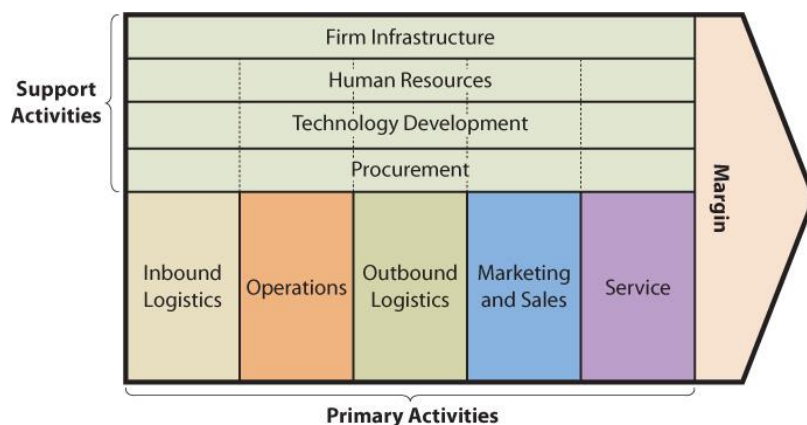 Firm Infrastructure
Human Resources
Technology Development
Procurement
Support
Activities
Inbound
Logistics
Operations
Outbound
Logistics
Marketing
and Sales
Service
Margin
Primary Activities